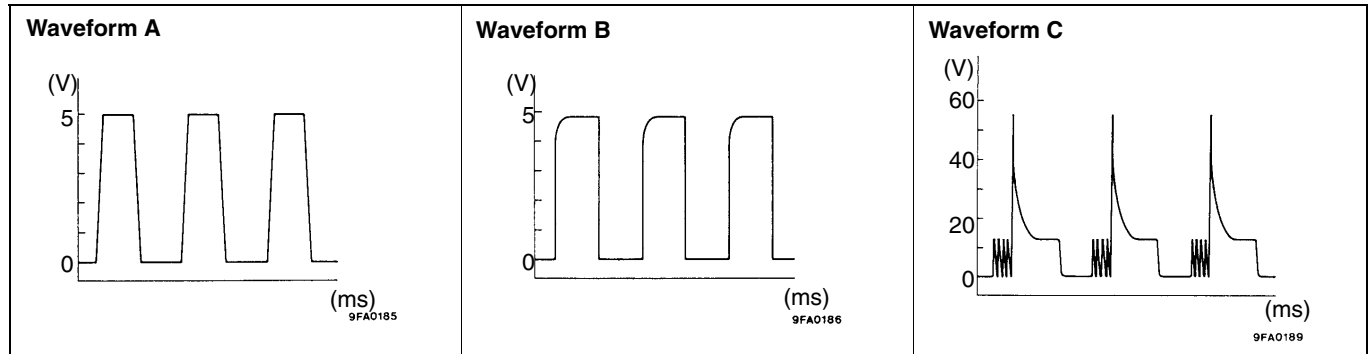 Waveform A
(V)
5
0
(ms)
9FA0185
Waveform B
(V)
5
0
(ms)
9FA0186
Waveform C
(V)
60
40
20
0
(ms)
9FA0189